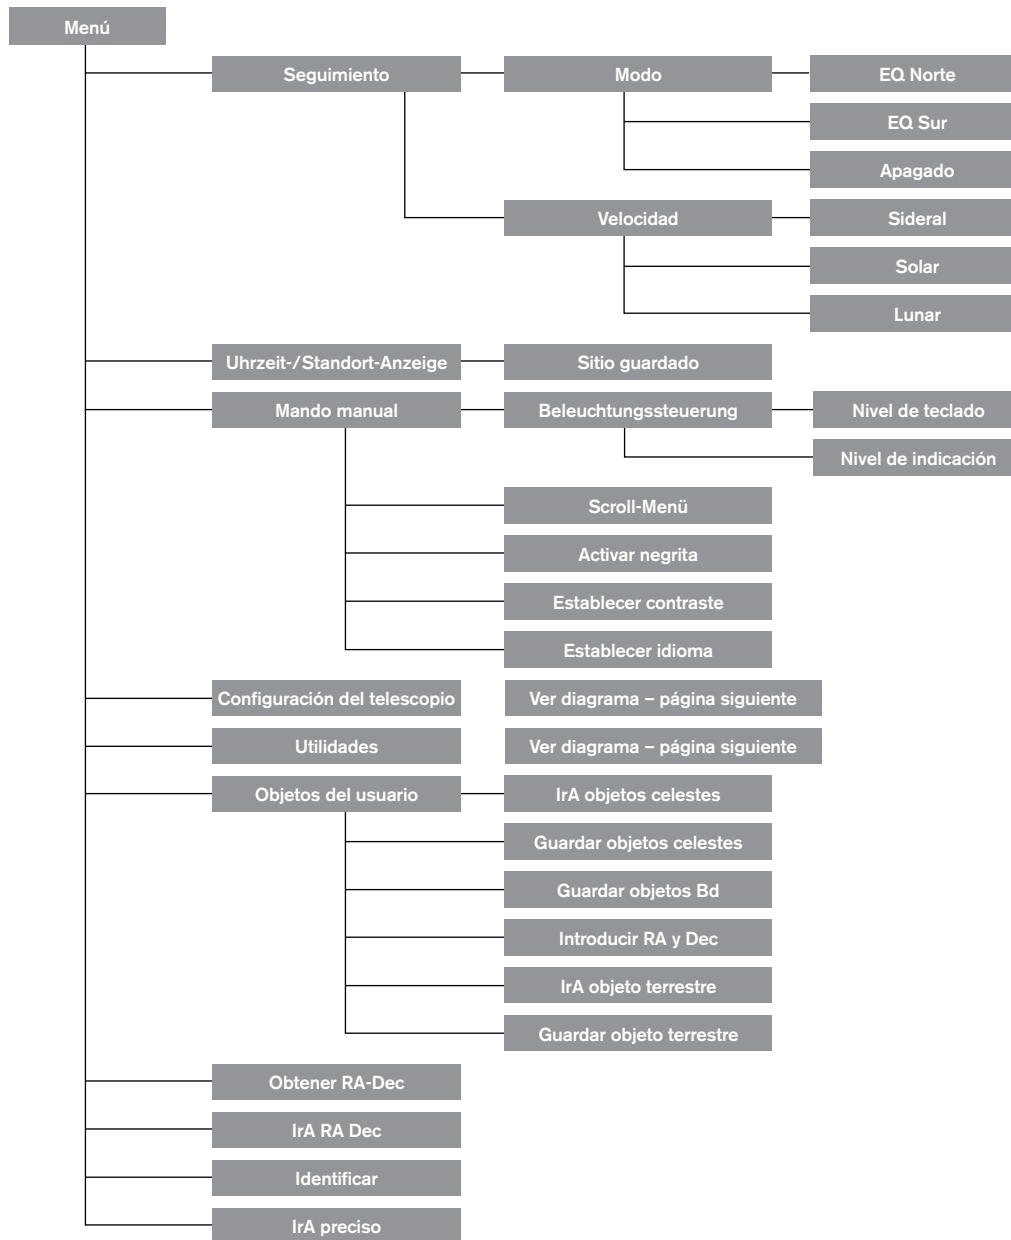 Menú
Seguimiento
Modo
EQ Norte
EQ Sur
Apagado
Velocidad
Sideral
Solar
Lunar
Uhrzeit-/Standort-Anzeige
Sitio guardado
Mando manual
Beleuchtungssteuerung
Nivel de teclado
Nivel de indicación
Scroll-Menü
Activar negrita
Establecer contraste
Establecer idioma
Configuración del telescopio
Ver diagrama – página siguiente
Utilidades
Ver diagrama – página siguiente
Objetos del usuario
IrA objetos celestes
Guardar objetos celestes
Guardar objetos Bd
Introducir RA y Dec
IrA objeto terrestre
Guardar objeto terrestre
Obtener RA-Dec
IrA RA Dec
Identificar
IrA preciso